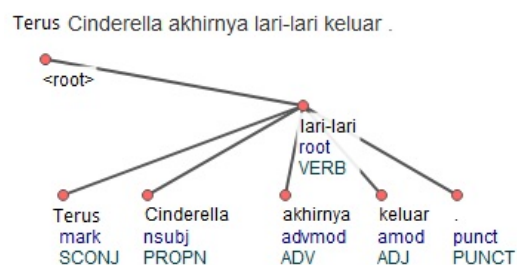 Terus Cinderella akhirnya lari-lari keluar .
<root>
lari-lari
root
VERB
Terus Cinderella akhirnya keluar .
mark nsubj advmod amod punct
SCONJ PROPN ADV ADJ PUNCT